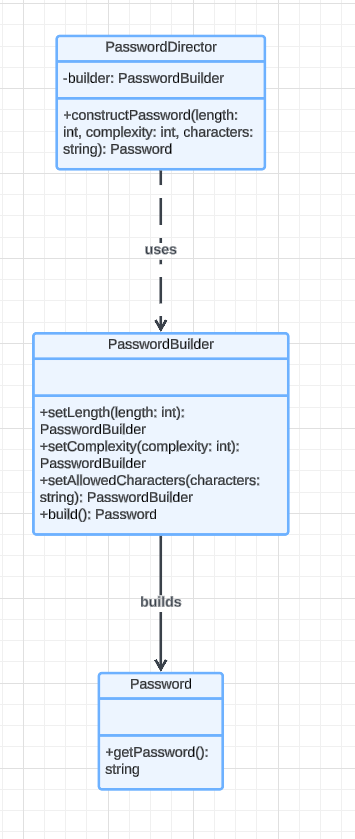 PasswordDirector
-builder: PasswordBuilder
+constructPassword(length:
int, complexity: int, characters:
string): Password
uses
PasswordBuilder
+setLength(length: int):
PasswordBuilder
+setComplexity(complexity: int):
PasswordBuilder
+setAllowedCharacters(characters:
string): PasswordBuilder
+build(): Password
builds
Password
+getPassword():
string